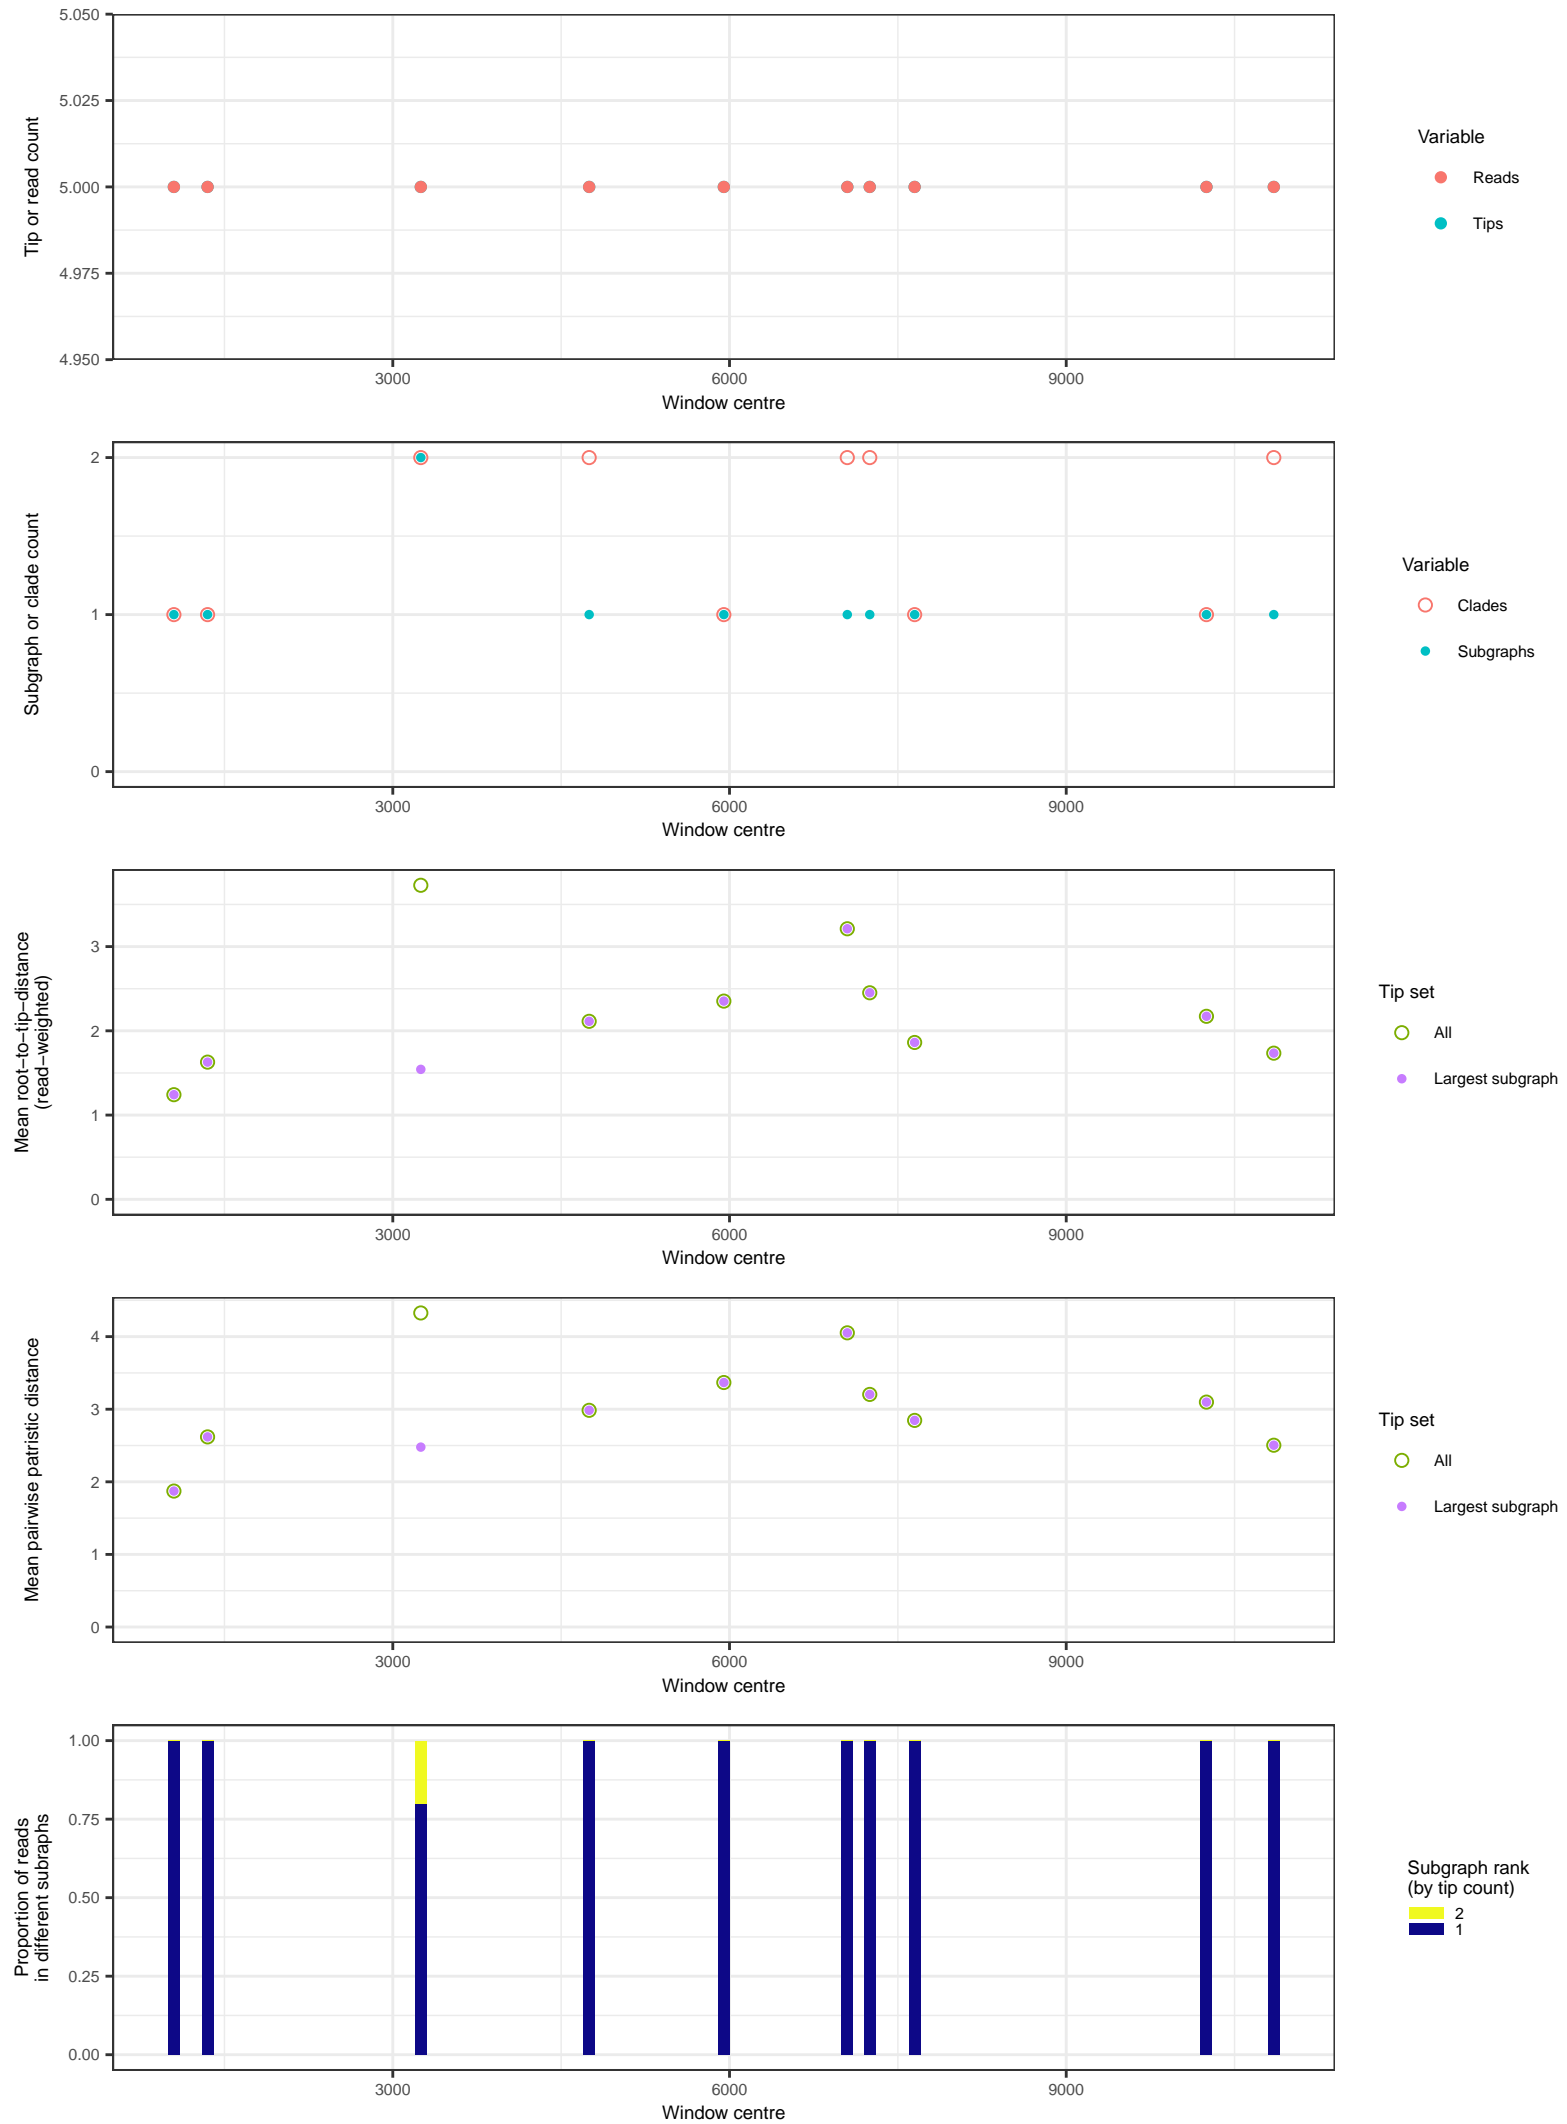 5.050
5.025
5.000
4.975
4.950
Tip or read count
3000
6000
9000
Window centre
Variable
Reads
Tips
2
1
0
Subgraph or clade count
3000
6000
9000
Window centre
Variable
Clades
Subgraphs
3
2
1
0
Mean root−to−tip−distance
(read−weighted)
3000
6000
9000
Window centre
Tip set
All
Largest subgraph
4
3
2
1
0
Mean pairwise patristic distance
3000
6000
9000
Window centre
Tip set
All
Largest subgraph
1.00
0.75
0.50
0.25
0.00
Proportion of reads
in different subraphs
3000
6000
9000
Window centre
Subgraph rank
(by tip count)
2
1